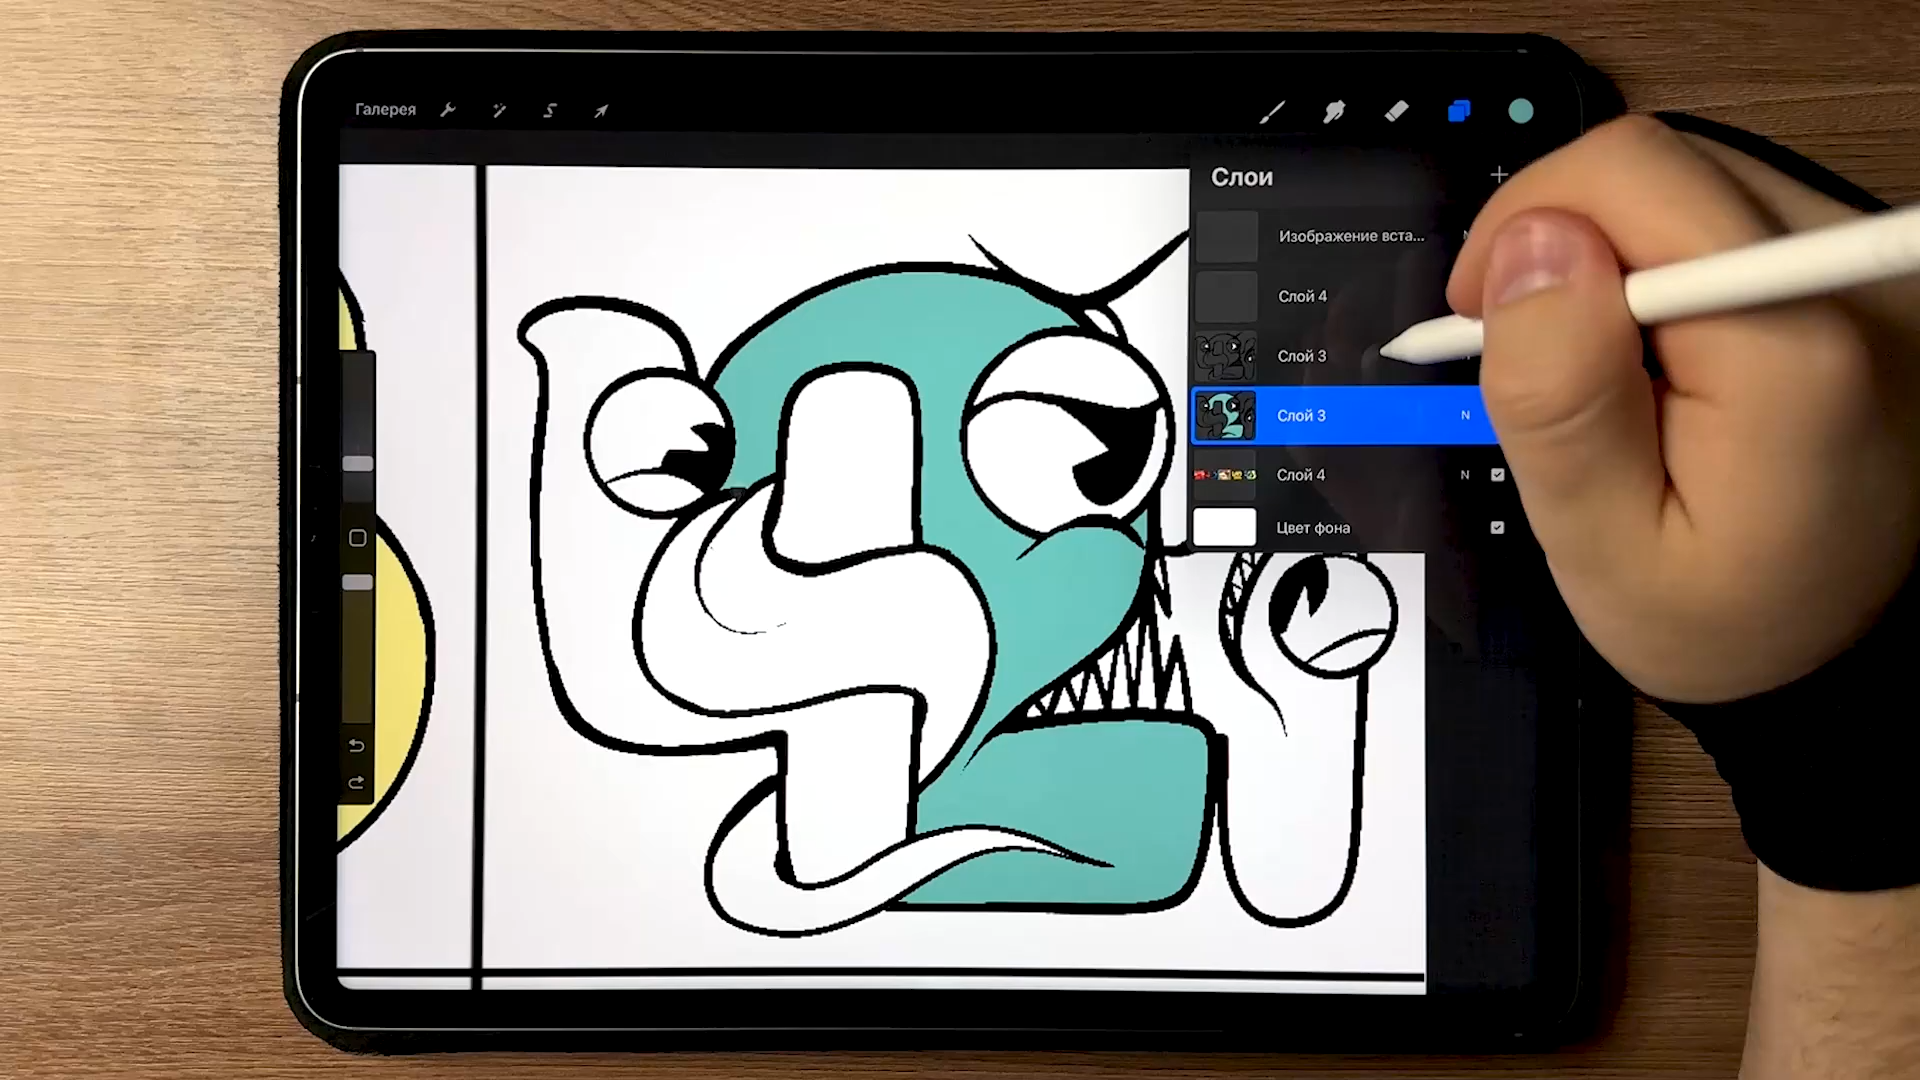 Галерея
Слои
Изображение вста...
Слой 4
Слой 3
Слой 3 N
Слой 4 N
Цвет фона